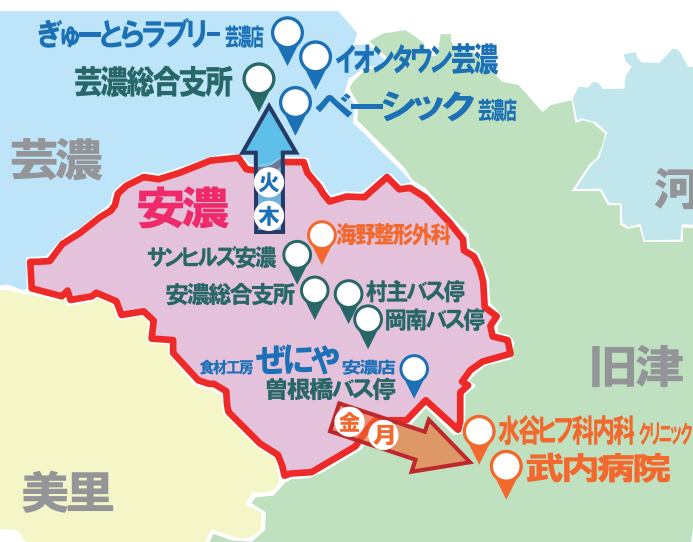 ぎゅーとらラブリー 芸濃店
イオンタウン芸濃
芸濃総合支所
ベーシック 芸濃店
芸濃
河
火
木
安濃
海野整形外科
サンヒルズ安濃
安濃総合支所
村主バス停
岡南バス停
食材工房 ぜにや 安濃店
曽根橋バス停
旧津
金
月
水谷ヒフ科内科 クリニック
武内病院
美里